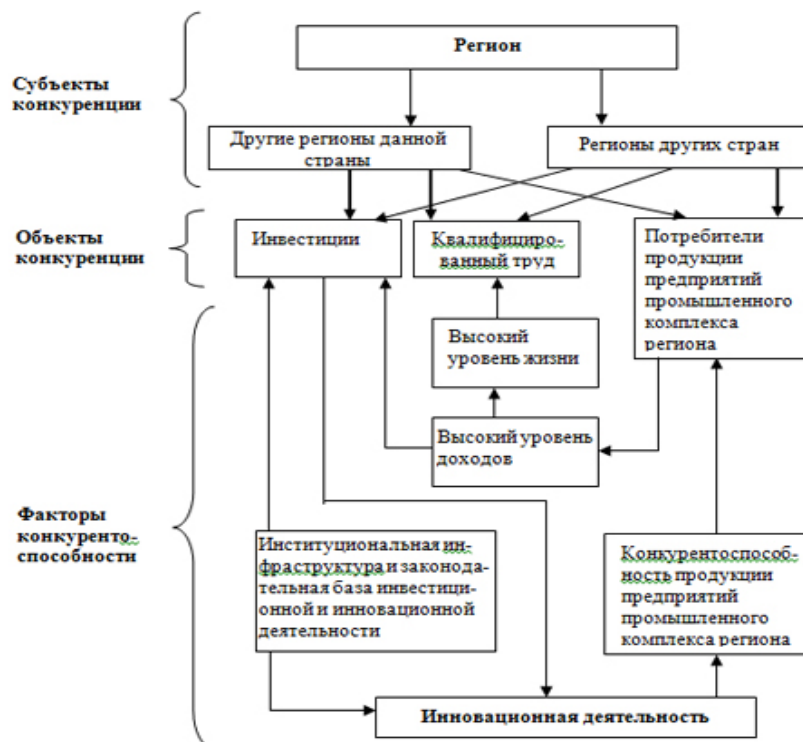 Регион
Субъекты
конкуренции
Другие регионы данной
страны
Регионы других стран
Объекты
конкуренции
Инвестиции
Квалифициро-
ванный труд
Потребители
продукции
предприятий
промышленного
комплекса
региона
Высокий
уровень жизни
Высокий уровень
доходов
Факторы
конкуренто-
способности
Институциональная ин-
фраструктура и законода-
тельная база инвестици-
онной и инновационной
деятельности
Конкурентоспособ-
ность продукции
предприятий
промышленного
комплекса региона
Инновационная деятельность